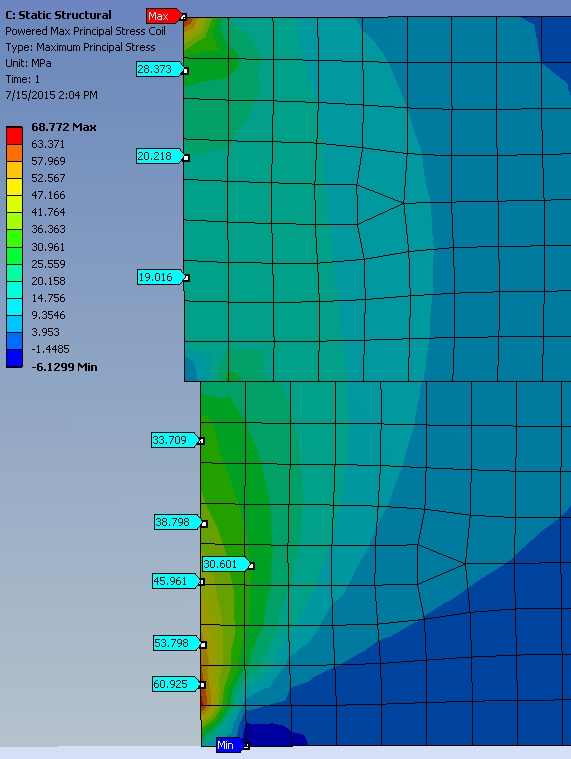 C: Static Structural
Powered Max Principal Stress Coil
Type: Maximum Principal Stress
Unit: MPa
Time: 1
7/15/2015 2:04 PM
68.772 Max
63.371
57.969
52.567
47.166
41.764
36.363
30.961
25.559
20.158
14.756
9.3546
3.953
-1.4485
-6.1299 Min
Max
28.373
20.218
19.016
33.709
38.798
30.601
45.961
53.798
60.925
Min